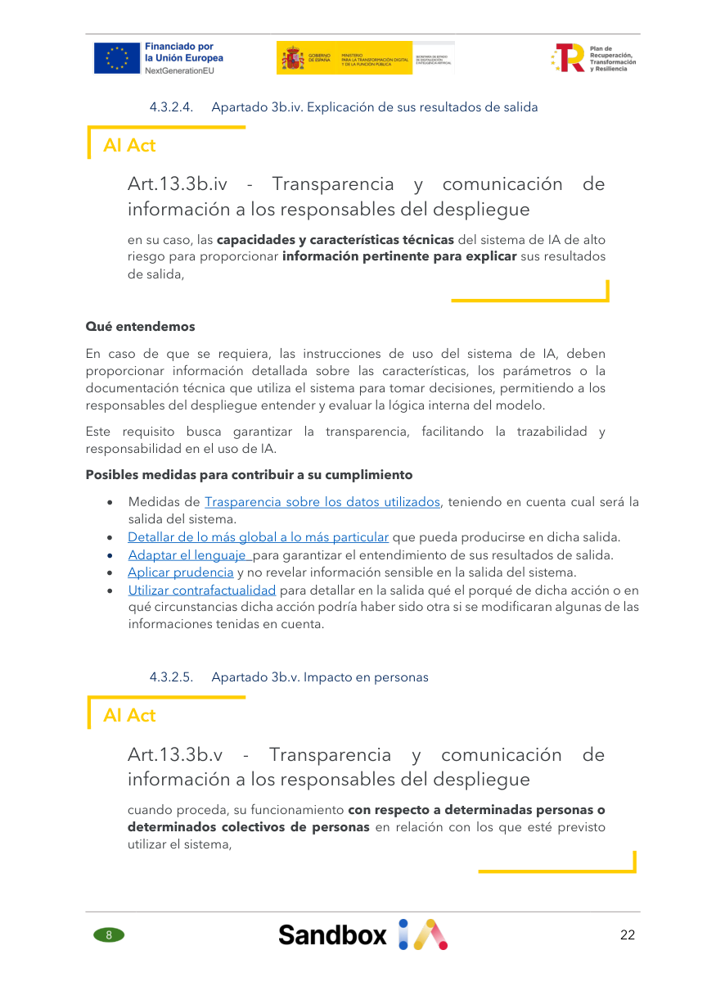 Financiado por
la Unión Europea
NextGenerationEU
GOBIERNO
DE ESPAÑA
MINISTERIO
PARA LA TRANSFORMACIÓN DIGITAL
Y DE LA FUNCIÓN PÚBLICA
SECRETARÍA DE ESTADO
DE DIGITALIZACIÓN
E INTELIGENCIA ARTIFICIAL
Plan de
Recuperación,
Transformación
y Resiliencia
4.3.2.4. Apartado 3b.iv. Explicación de sus resultados de salida
AI Act
Art.13.3b.iv - Transparencia y comunicación de
información a los responsables del despliegue
en su caso, las capacidades y características técnicas del sistema de IA de alto
riesgo para proporcionar información pertinente para explicar sus resultados
de salida,
Qué entendemos
En caso de que se requiera, las instrucciones de uso del sistema de IA, deben
proporcionar información detallada sobre las características, los parámetros o la
documentación técnica que utiliza el sistema para tomar decisiones, permitiendo a los
responsables del despliegue entender y evaluar la lógica interna del modelo.
Este requisito busca garantizar la transparencia, facilitando la trazabilidad y
responsabilidad en el uso de IA.
Posibles medidas para contribuir a su cumplimiento
• Medidas de Trasparencia sobre los datos utilizados, teniendo en cuenta cual será la
salida del sistema.
• Detallar de lo más global a lo más particular que pueda producirse en dicha salida.
• Adaptar el lenguaje para garantizar el entendimiento de sus resultados de salida.
• Aplicar prudencia y no revelar información sensible en la salida del sistema.
• Utilizar contrafactualidad para detallar en la salida qué el porqué de dicha acción o en
qué circunstancias dicha acción podría haber sido otra si se modificaran algunas de las
informaciones tenidas en cuenta.
4.3.2.5. Apartado 3b.v. Impacto en personas
AI Act
Art.13.3b.v - Transparencia y comunicación de
información a los responsables del despliegue
cuando proceda, su funcionamiento con respecto a determinadas personas o
determinados colectivos de personas en relación con los que esté previsto
utilizar el sistema,
8
Sandbox IA
22